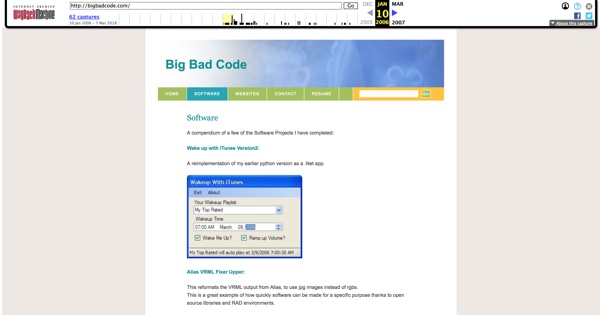 INTERNET ARCHIVE
WayBackMachine
http://bigbadcode.com/
Go
62 captures
DEC JAN MAR
10
2005 2006 2007
About this capture
Big Bad Code
HOME SOFTWARE WEBSITES CONTACT RESUME
Software
A compendium of a few of the Software Projects I have completed:
Wake up with iTunes Version2:
A reimplementation of my earlier python version as a .Net app.
Wakeup With iTunes
Exit About
Your Wakeup Playlist:
My Top Rated
Wakeup Time
07:00 AM March 09, 2006
Wake Me Up? Ramp up Volume?
My Top Rated will auto play at 3/9/2006 7:00:30 AM
Alias VRML Fixer Upper:
This reformats the VRML output from Alias, to use jpg images instead of rgbs.
This is a great example of how quickly software can be made for a specific purpose thanks to open
source libraries and RAD environments.